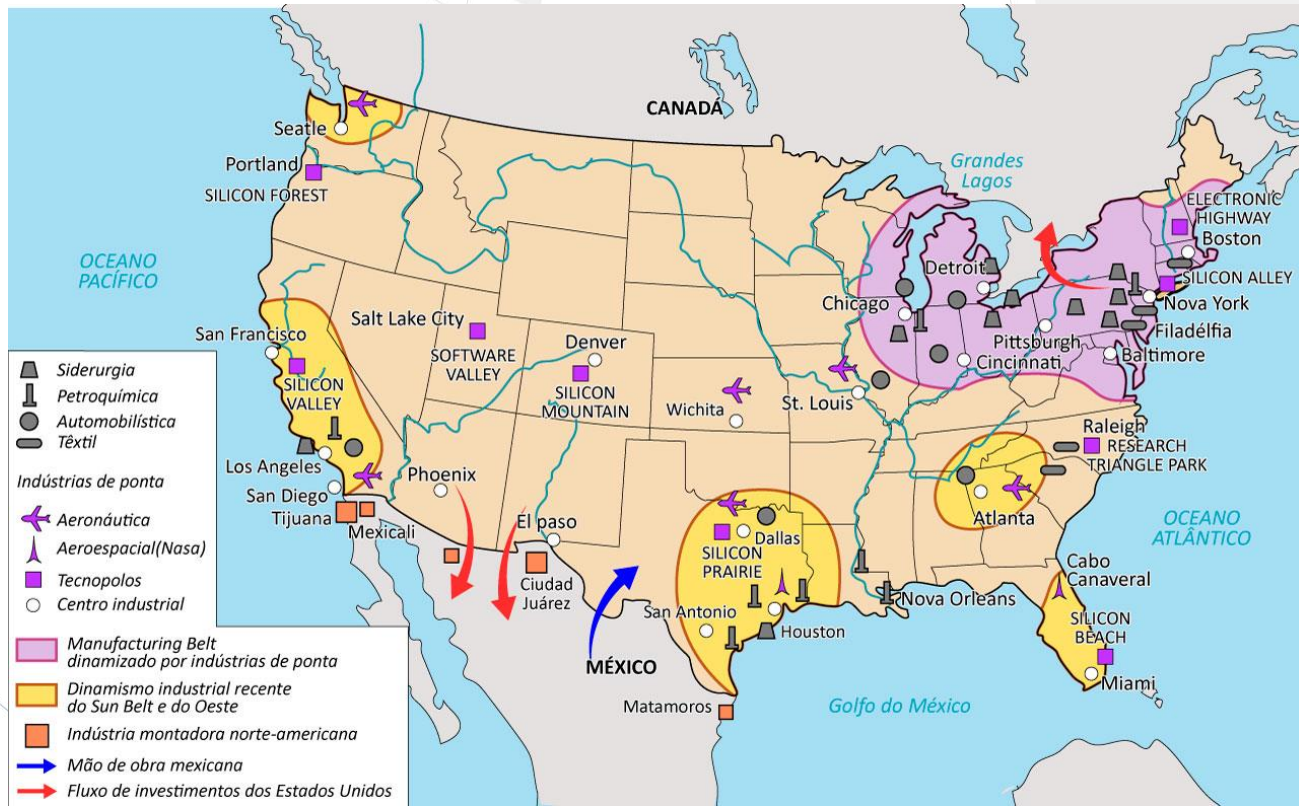 CANADÁ
Seatle
Portland
SILICON FOREST
Grandes
Lagos
ELECTRONIC
HIGHWAY
Boston
OCEANO
PACÍFICO
Detroit
SILICON ALLEY
Chicago
Nova York
San Francisco
Salt Lake City
Pittsburgh
Filadélfia
SOFTWARE
VALLEY
Denver
Cincinnati
Baltimore
SILICON
VALLEY
SILICON
MOUNTAIN
Wichita
St. Louis
Raleigh
RESEARCH
TRIANGLE PARK
Los Angeles
Phoenix
San Diego
Tijuana
Mexicali
El paso
Atlanta
OCEANO
ATLÂNTICO
Dallas
SILICON
PRAIRIE
Ciudad
Juárez
Cabo
Canaveral
San Antonio
Nova Orleans
Houston
SILICON
BEACH
MÉXICO
Miami
Matamoros
Golfo do México
Siderurgia
Petroquímica
Automobilística
Têxtil
Indústrias de ponta
Aeronáutica
Aeroespacial(Nasa)
Tecnopolos
Centro industrial
Manufacturing Belt
dinamizado por indústrias de ponta
Dinamismo industrial recente
do Sun Belt e do Oeste
Indústria montadora norte-americana
Mão de obra mexicana
Fluxo de investimentos dos Estados Unidos